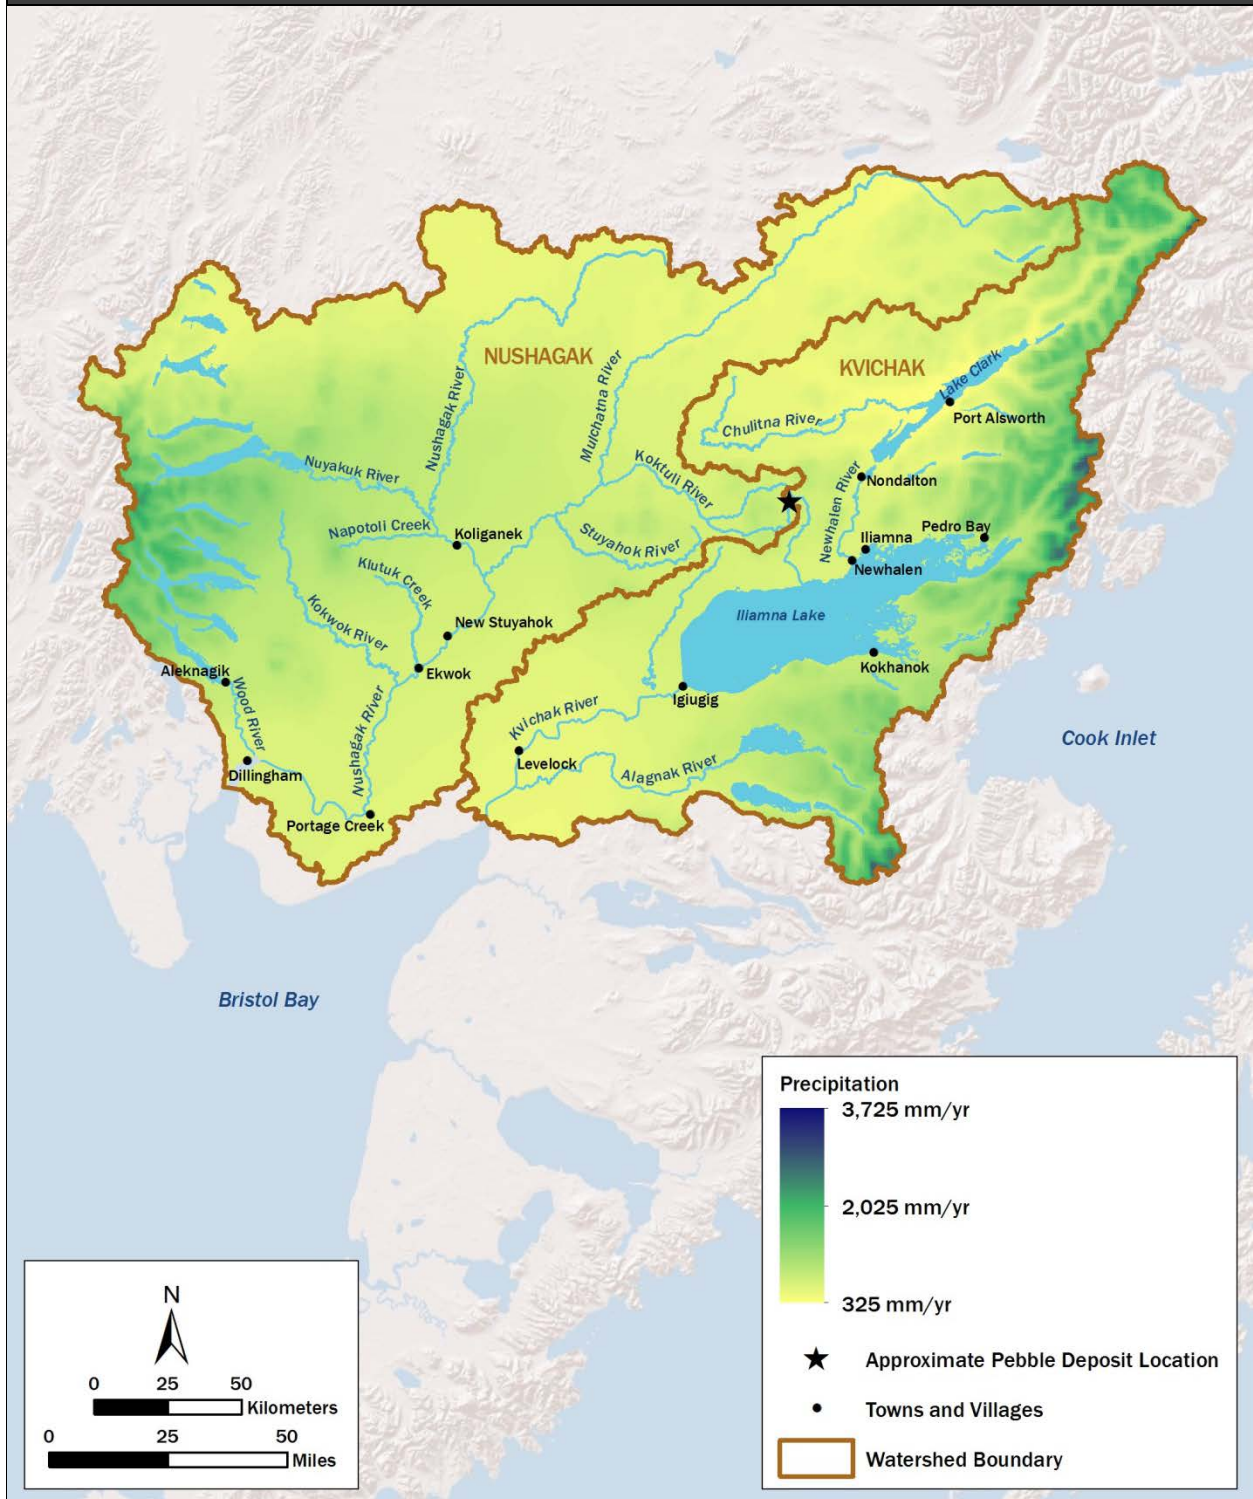 NUSHAGAK
KVICHAK
Lake Clark
Port Alsworth
Chulitna River
Mulchatna River
Nushagak River
Nuyakuk River
Koktuli River
Newhalen River
Nondalton
Napotoli Creek
Koliganek
Stuyahok River
Iliamna
Pedro Bay
Newhalen
Klutuk Creek
Kokwok River
New Stuyahok
Iliamna Lake
Kokhanok
Aleknagik
Ekwok
Igiugig
Wood River
Nushagak River
Kvichak River
Levelock
Alagnak River
Dillingham
Portage Creek
Cook Inlet
Bristol Bay
Precipitation
3,725 mm/yr
2,025 mm/yr
325 mm/yr
Approximate Pebble Deposit Location
Towns and Villages
Watershed Boundary
N
0 25 50
Kilometers
0 25 50
Miles